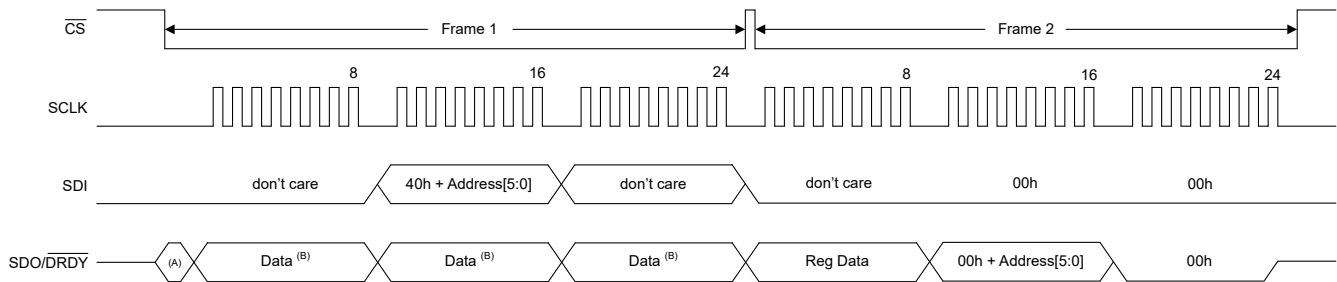 CS Frame 1 Frame 2
8 16 24 8 16 24
SCLK
SDI don't care 40h + Address[5:0] don't care don't care 00h 00h
SDO/DRDY (A) Data (B) Data (B) Data (B) Reg Data 00h + Address[5:0] 00h